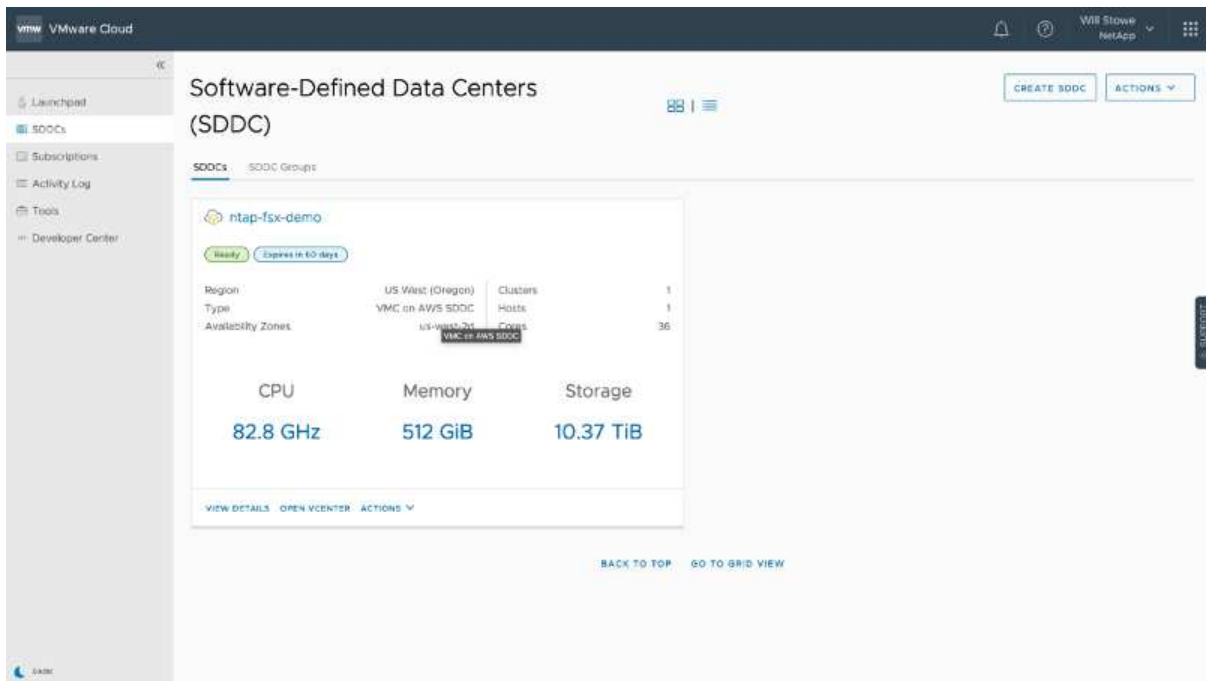 vmw VMware Cloud
Will Stowe
NetApp
Launchpad
SDDCs
Subscriptions
Activity Log
Tools
Developer Center
Software-Defined Data Centers
(SDDC)
CREATE SDDC
ACTIONS
SDDCs SDDC Groups
ntap-fsx-demo
Ready Expires in 60 days
Region US West (Oregon) Clusters 1
Type VMC on AWS SDDC Hosts 1
Availability Zones us-west-2d Cores 36
VMC on AWS SDDC
CPU Memory Storage
82.8 GHz 512 GiB 10.37 TiB
VIEW DETAILS OPEN VCENTER ACTIONS
BACK TO TOP GO TO GRID VIEW
SUPPORT
DARK